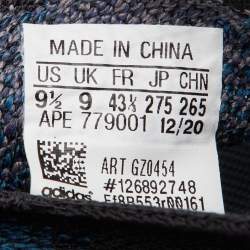 MADE IN CHINA
US UK FR JP CHN
9½ 9 43⅓ 275 265
APE 779001 12/20
ART GZ0454
adidas #126892748
Ef8B553r00161